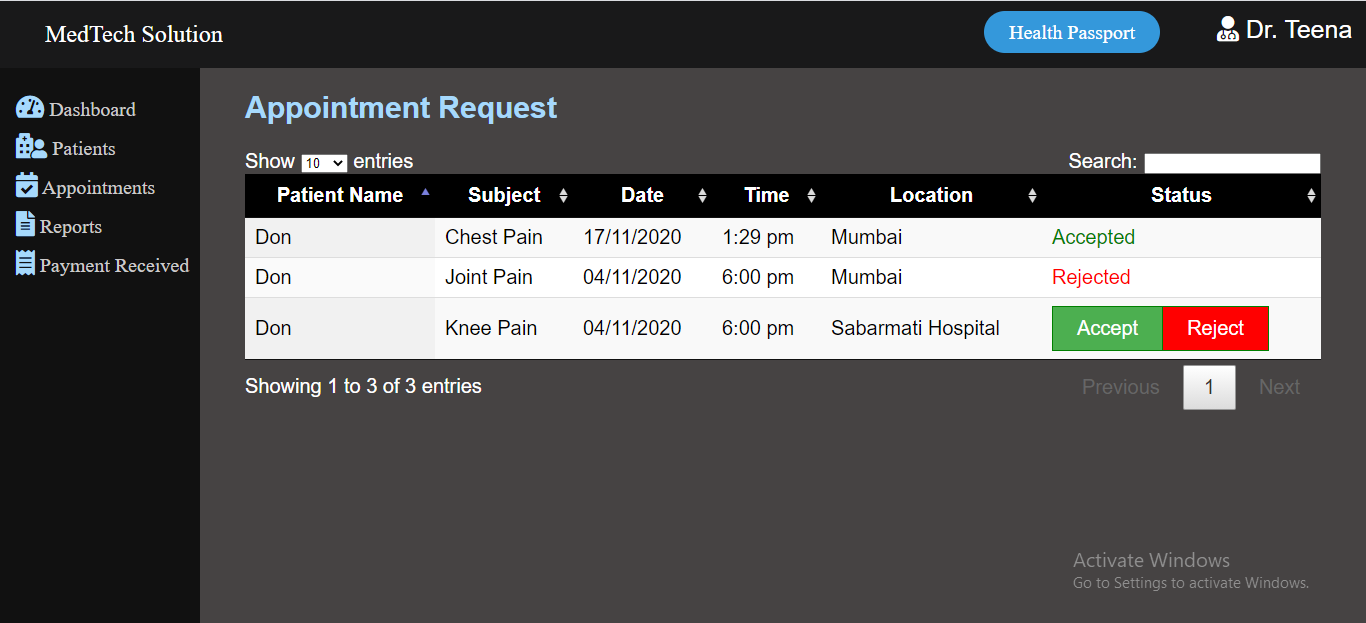 MedTech Solution
Health Passport
Dr. Teena
Dashboard
Patients
Appointments
Reports
Payment Received
Appointment Request
Show 10 entries
Search:
Patient Name Subject Date Time Location Status
Don Chest Pain 17/11/2020 1:29 pm Mumbai Accepted
Don Joint Pain 04/11/2020 6:00 pm Mumbai Rejected
Don Knee Pain 04/11/2020 6:00 pm Sabarmati Hospital Accept Reject
Showing 1 to 3 of 3 entries
Previous 1 Next
Activate Windows
Go to Settings to activate Windows.